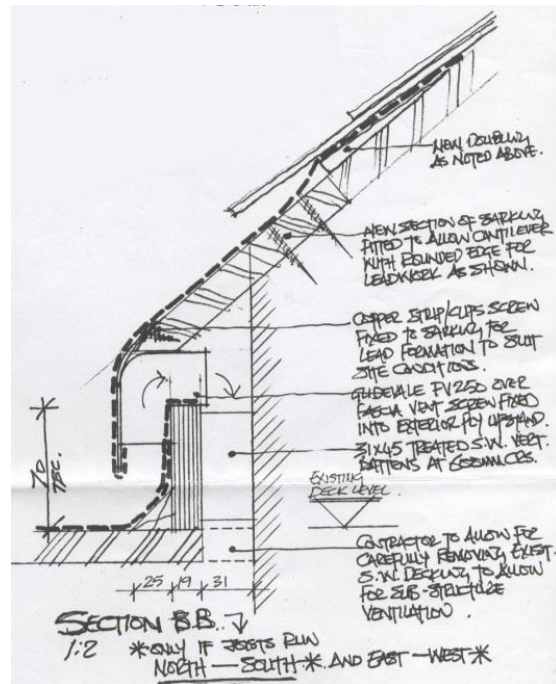 NEW DOUBLING
AS NOTED ABOVE.
NEW SECTION OF SARKING
FITTED TO ALLOW CANTILEVER
WITH ROUNDED EDGE FOR
LEADWORK AS SHOWN.
COPPER STRIP/CLIPS SCREW
FIXED TO SARKING FOR
LEAD FORMATION TO SUIT
SITE CONDITIONS.
GLIDEVALE FV250 OVER
FASCIA VENT SCREW FIXED
INTO EXTERIOR PLY UPSTAND.
31x45 TREATED S.W. VERT.
BATTENS AT 600MM CRS.
EXISTING
DECK LEVEL.
70
CONTRACTOR TO ALLOW FOR
CAREFULLY REMOVING EXIST.
S.W. DECKING TO ALLOW
FOR SUB-STRUCTURE
VENTILATION.
25 19 31
SECTION B.B.
1:2 *ONLY IF JOISTS RUN
NORTH — SOUTH * AND EAST — WEST *